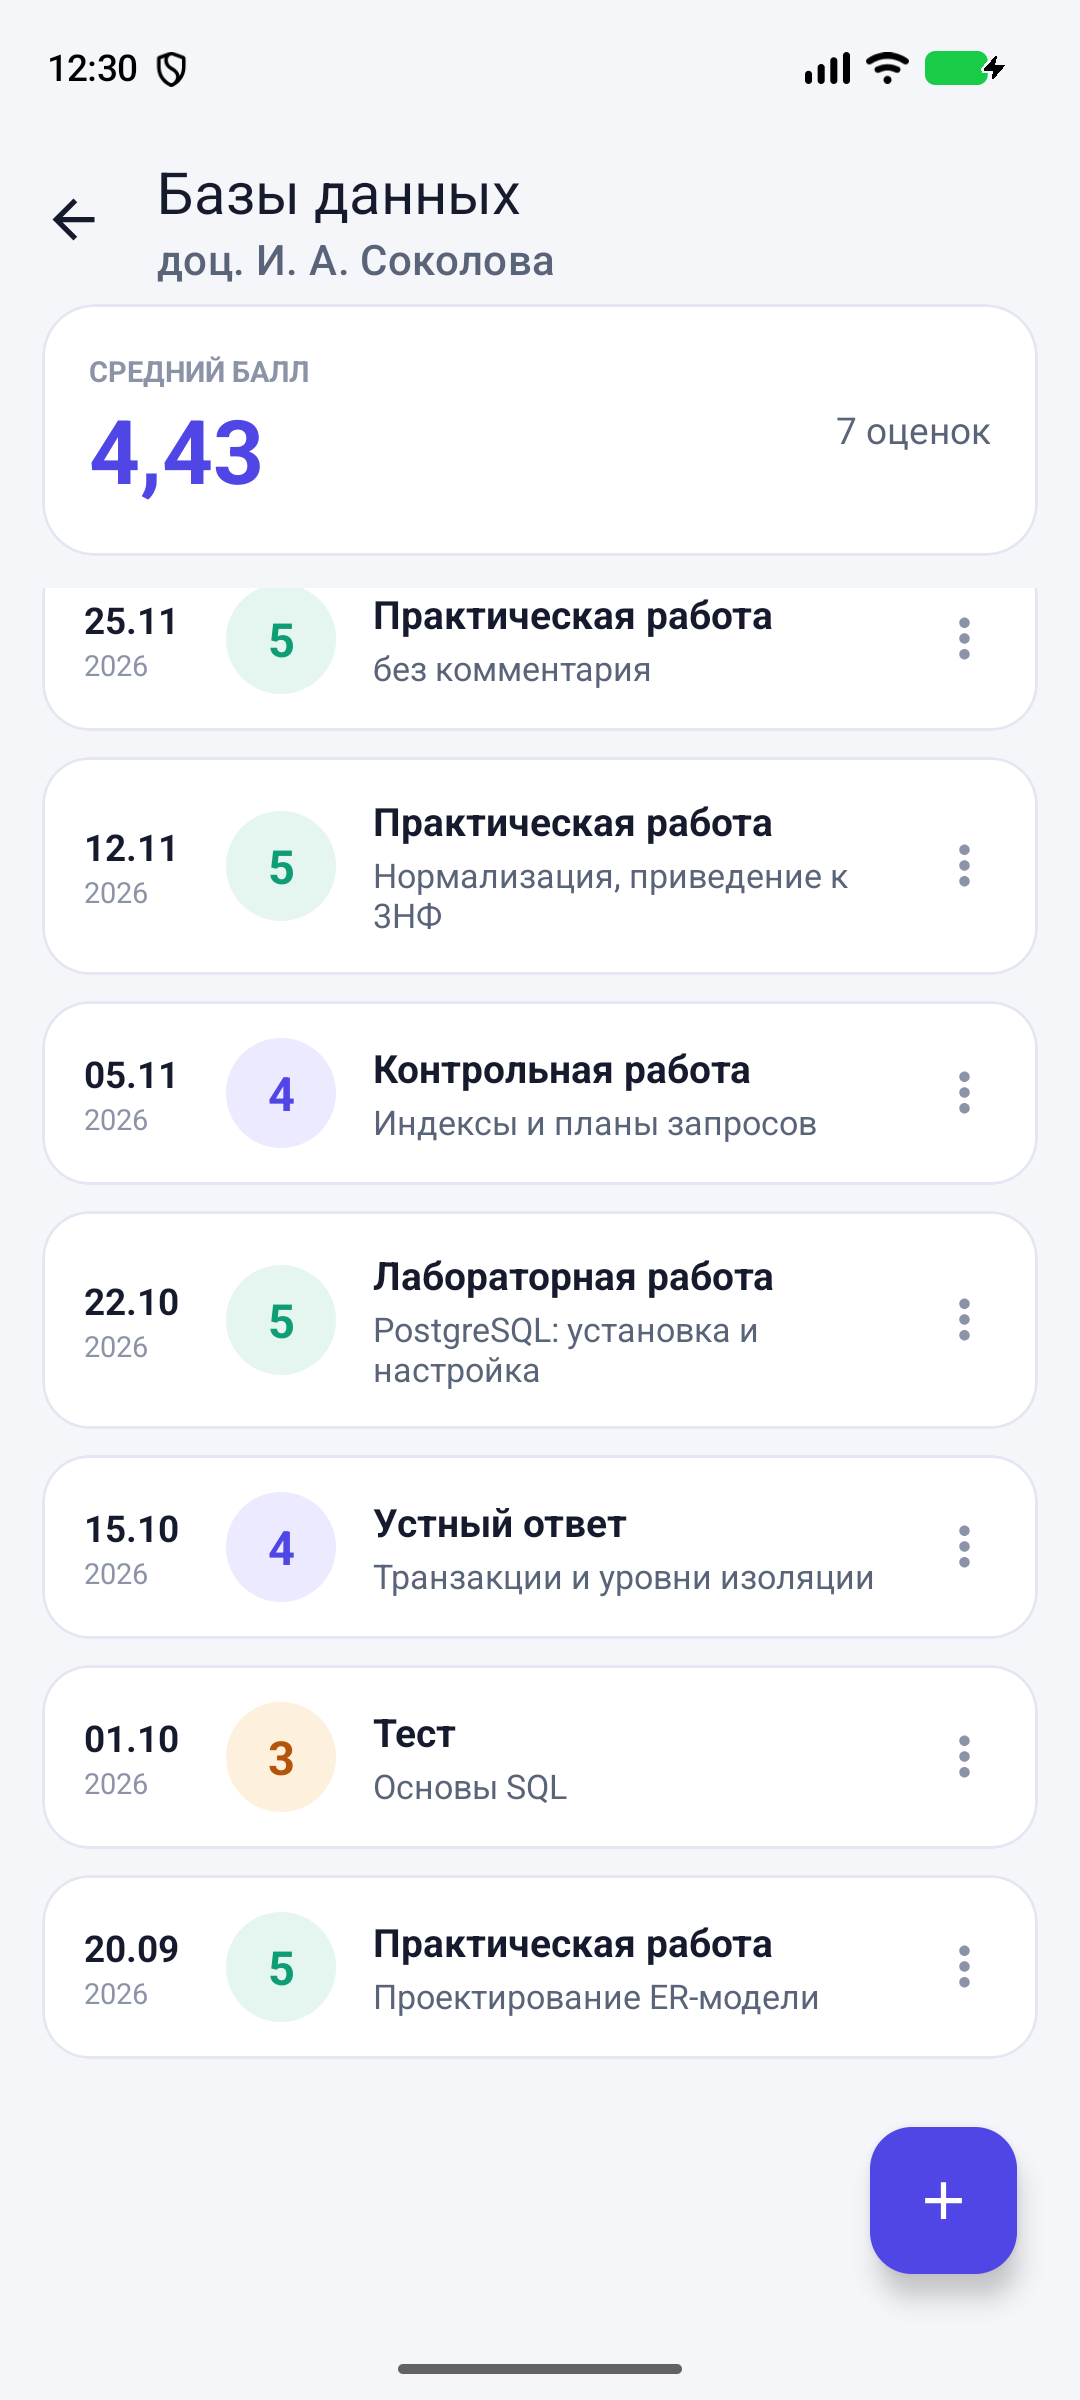 12:30
Базы данных
доц. И. А. Соколова
СРЕДНИЙ БАЛЛ
4,43
7 оценок
25.11
2026
5
Практическая работа
без комментария
12.11
2026
5
Практическая работа
Нормализация, приведение к
3НФ
05.11
2026
4
Контрольная работа
Индексы и планы запросов
22.10
2026
5
Лабораторная работа
PostgreSQL: установка и
настройка
15.10
2026
4
Устный ответ
Транзакции и уровни изоляции
01.10
2026
3
Тест
Основы SQL
20.09
2026
5
Практическая работа
Проектирование ER-модели
+